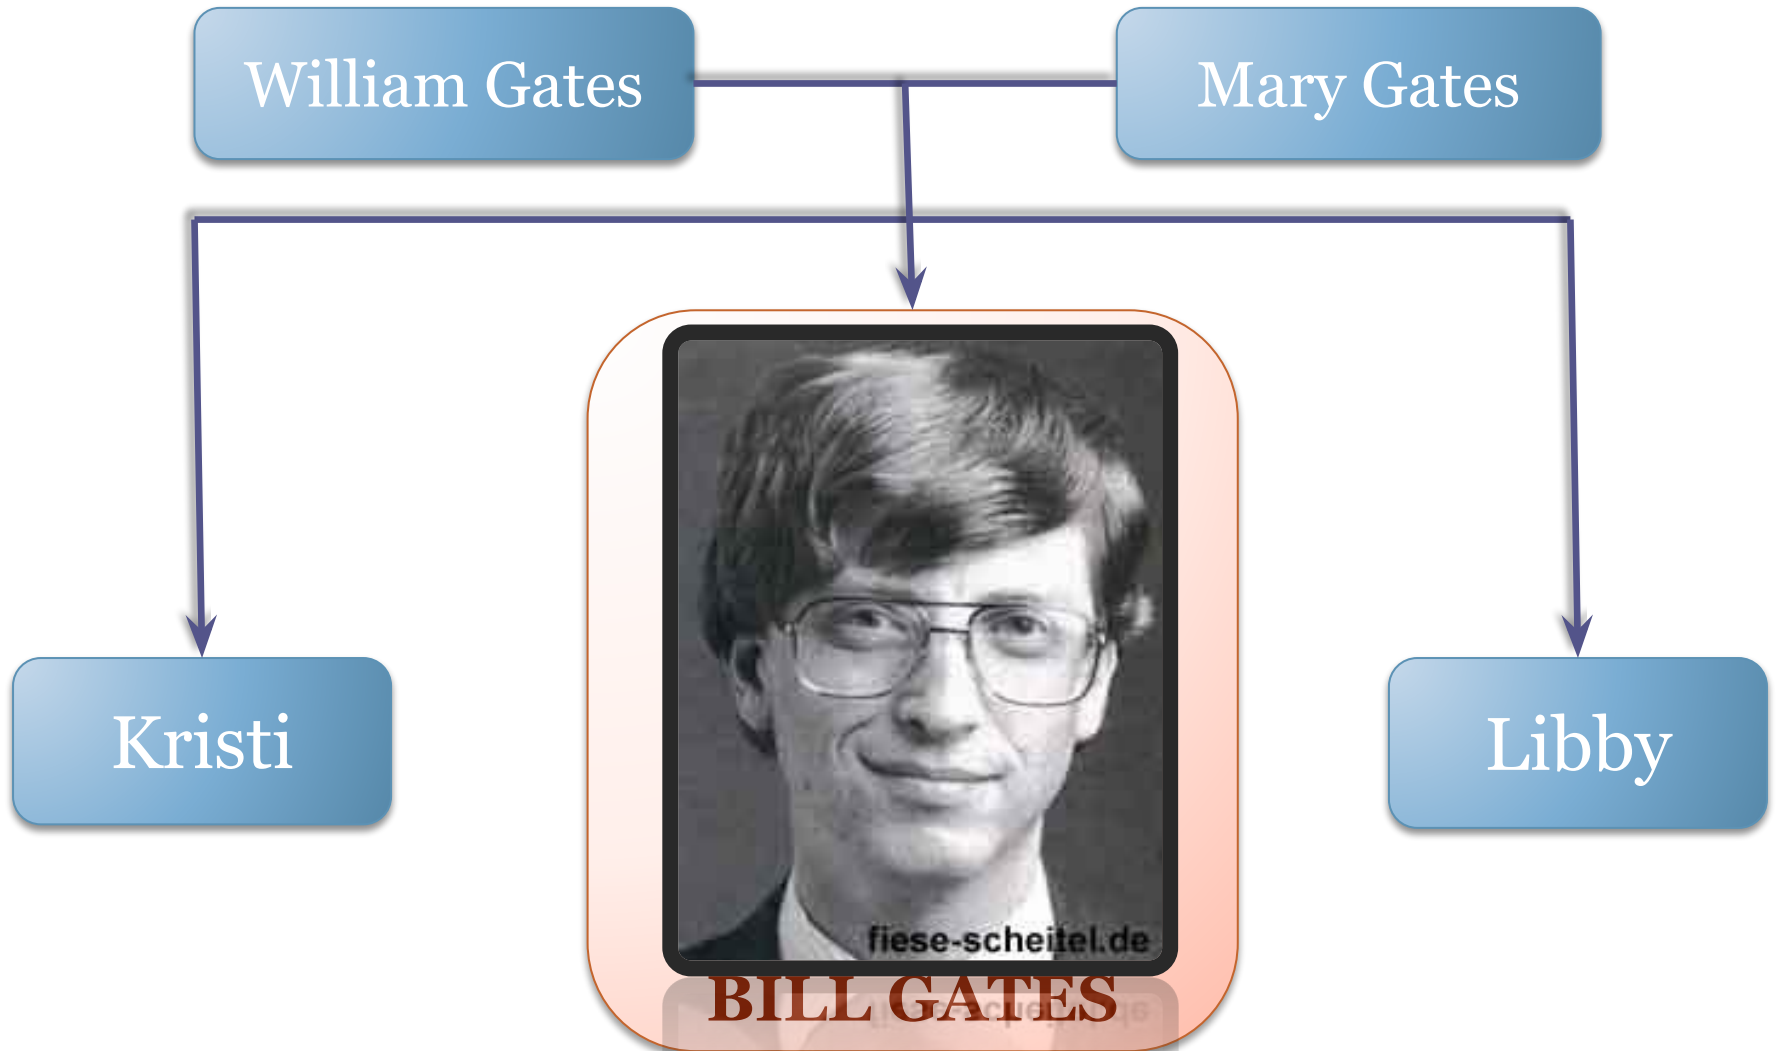 William Gates
Mary Gates
Kristi
Libby
fiese-scheitel.de
BILL GATES